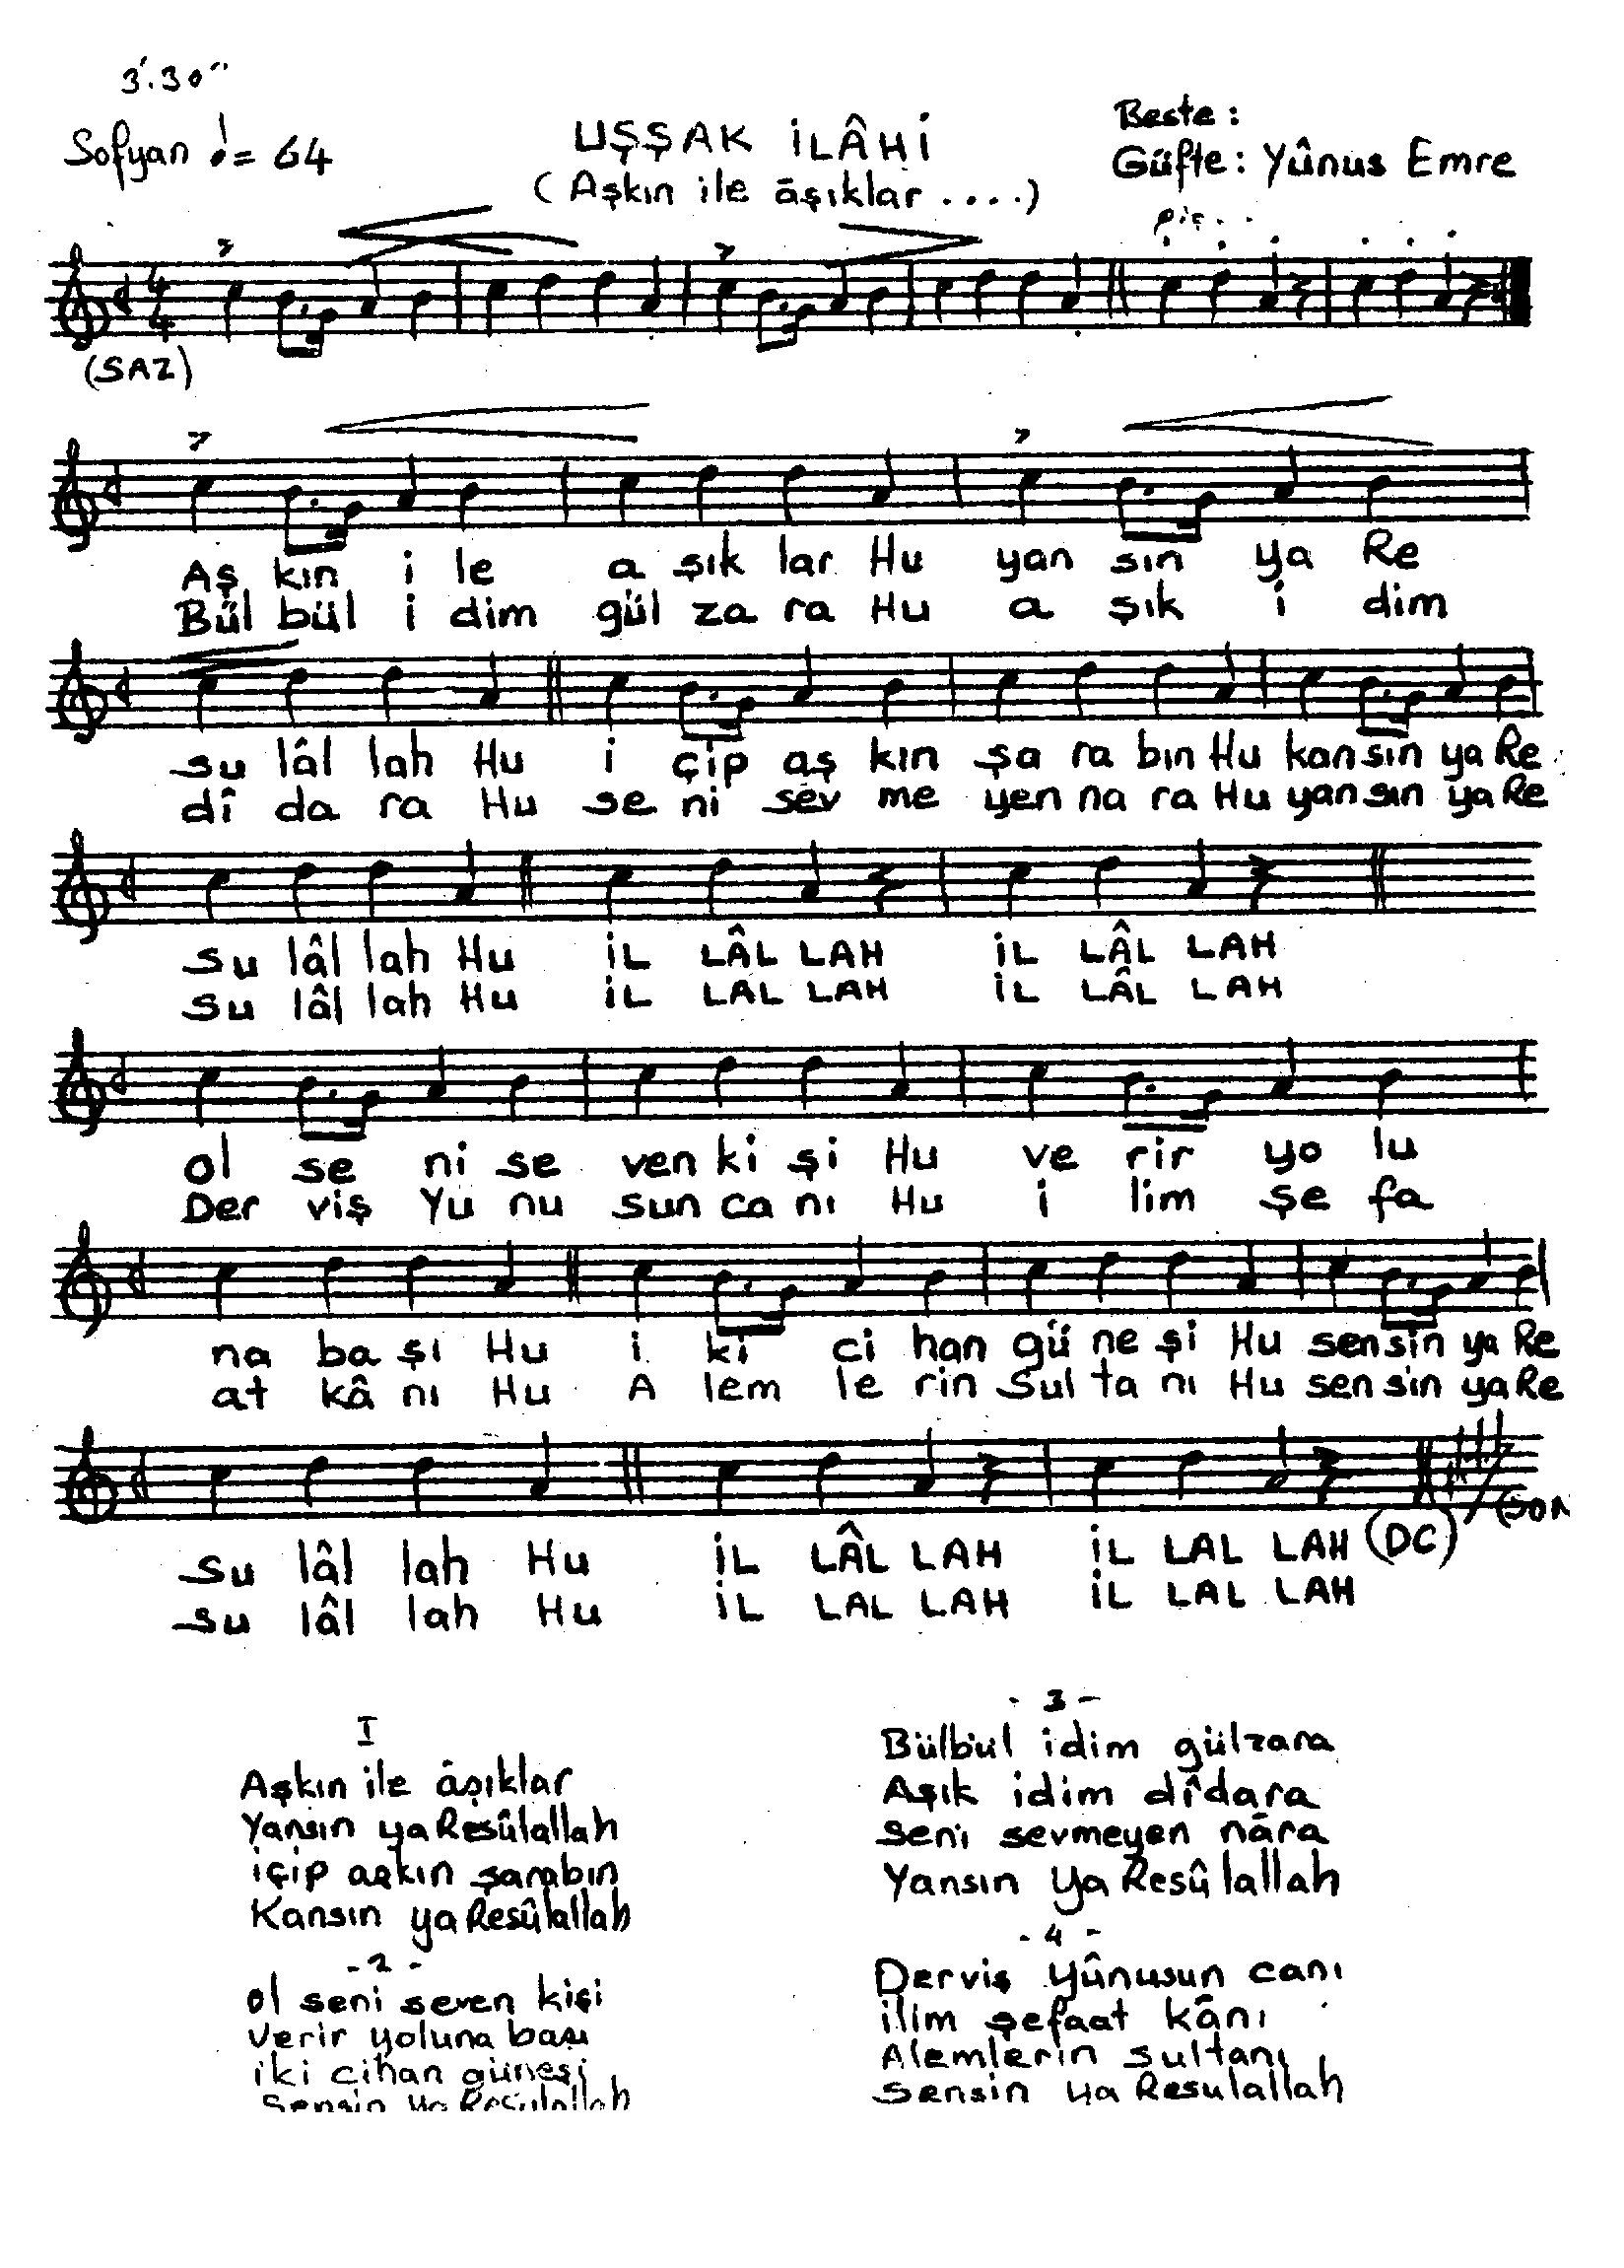 3'.30"
Sofyan ♩= 64
UŞŞAK İLÂHİ
(Aşkın ile āşıklar ....)
Beste :
Güfte : Yûnus Emre
4/4
(SAZ)
Aş kın i le a şık lar Hu yan sın ya Re
Bül bül i dim gül za ra Hu a şık i dim
su lâl lah Hu i çip aş kın şa ra bın Hu kan sın ya Re
dî da ra Hu se ni sev me yen na ra Hu yan sın ya Re
su lâl lah Hu İL LÂL LAH İL LÂL LAH
su lâl lah Hu İL LAL LAH İL LÂL LAH
ol se ni se ven ki şi Hu ve rir yo lu
Der viş Yu nu sun ca nı Hu i lim şe fa
na ba şı Hu i ki ci han gü ne şi Hu sen sin ya Re
at kâ nı Hu A lem le rin Sul ta nı Hu sen sin ya Re
su lâl lah Hu İL LÂL LAH İL LAL LAH (DC) (SON
su lâl lah Hu İL LAL LAH İL LAL LAH
I
Aşkın ile āşıklar
Yansın ya Resûlallah
içip aşkın şarabın
Kansın ya Resûlallah
- 2 -
ol seni seven kişi
Verir yoluna başı
iki cihan güneşi
Sensin ya Resûlallah
- 3 -
Bülbül idim gülzara
Aşık idim dîdara
Seni sevmeyen nāra
Yansın ya Resûlallah
- 4 -
Derviş Yûnusun canı
ilim şefaat kānı
Alemlerin sultanı
Sensin ya Resulallah